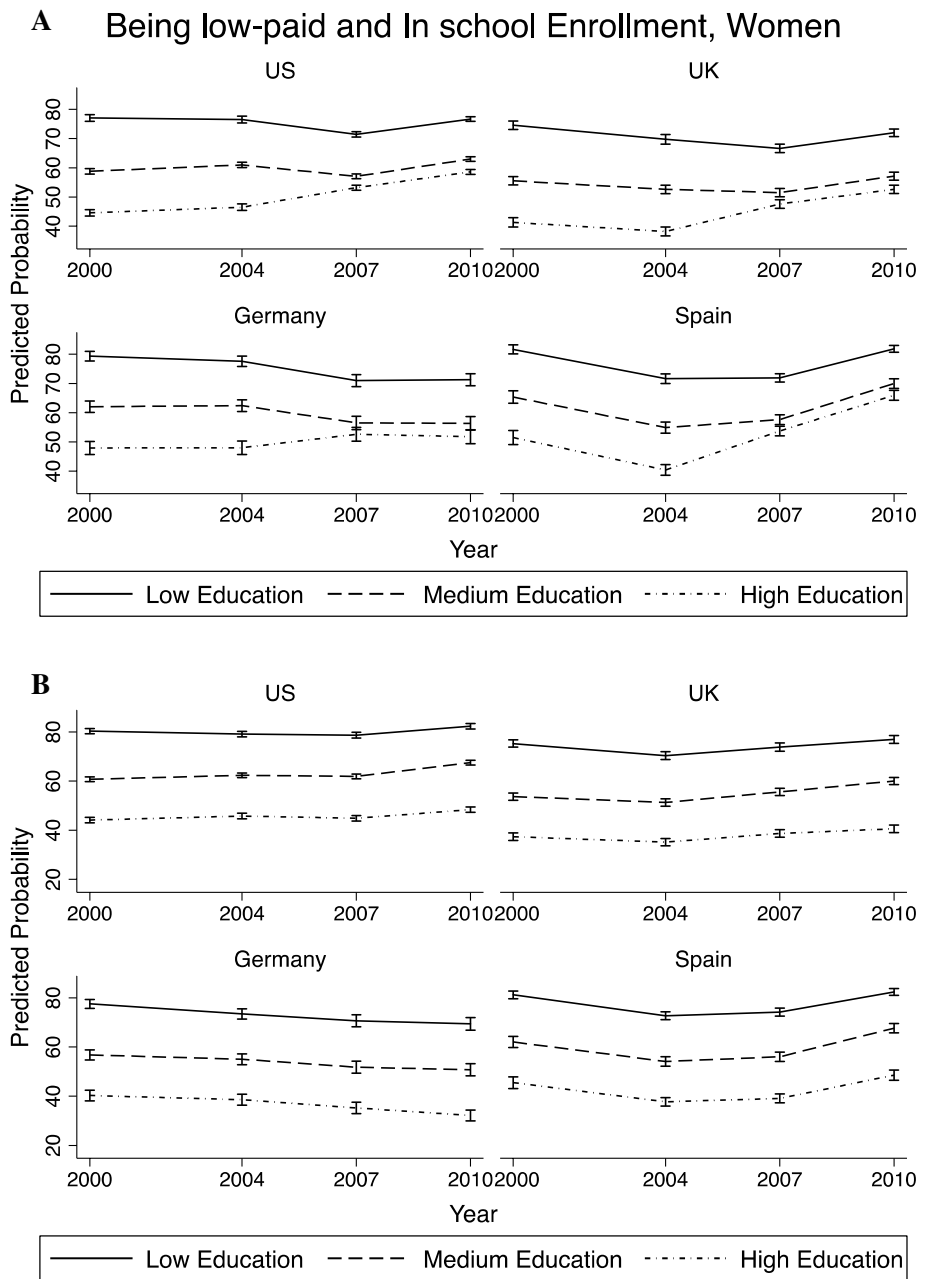 A Being low-paid and In school Enrollment, Women
US UK
Predicted Probability
80
70
60
50
40
2000 2004 2007 2010 2000 2004 2007 2010
Germany Spain
80
70
60
50
40
2000 2004 2007 2010 2000 2004 2007 2010
Year
Low Education Medium Education High Education
B
US UK
Predicted Probability
80
60
40
20
2000 2004 2007 2010 2000 2004 2007 2010
Germany Spain
80
60
40
20
2000 2004 2007 2010 2000 2004 2007 2010
Year
Low Education Medium Education High Education